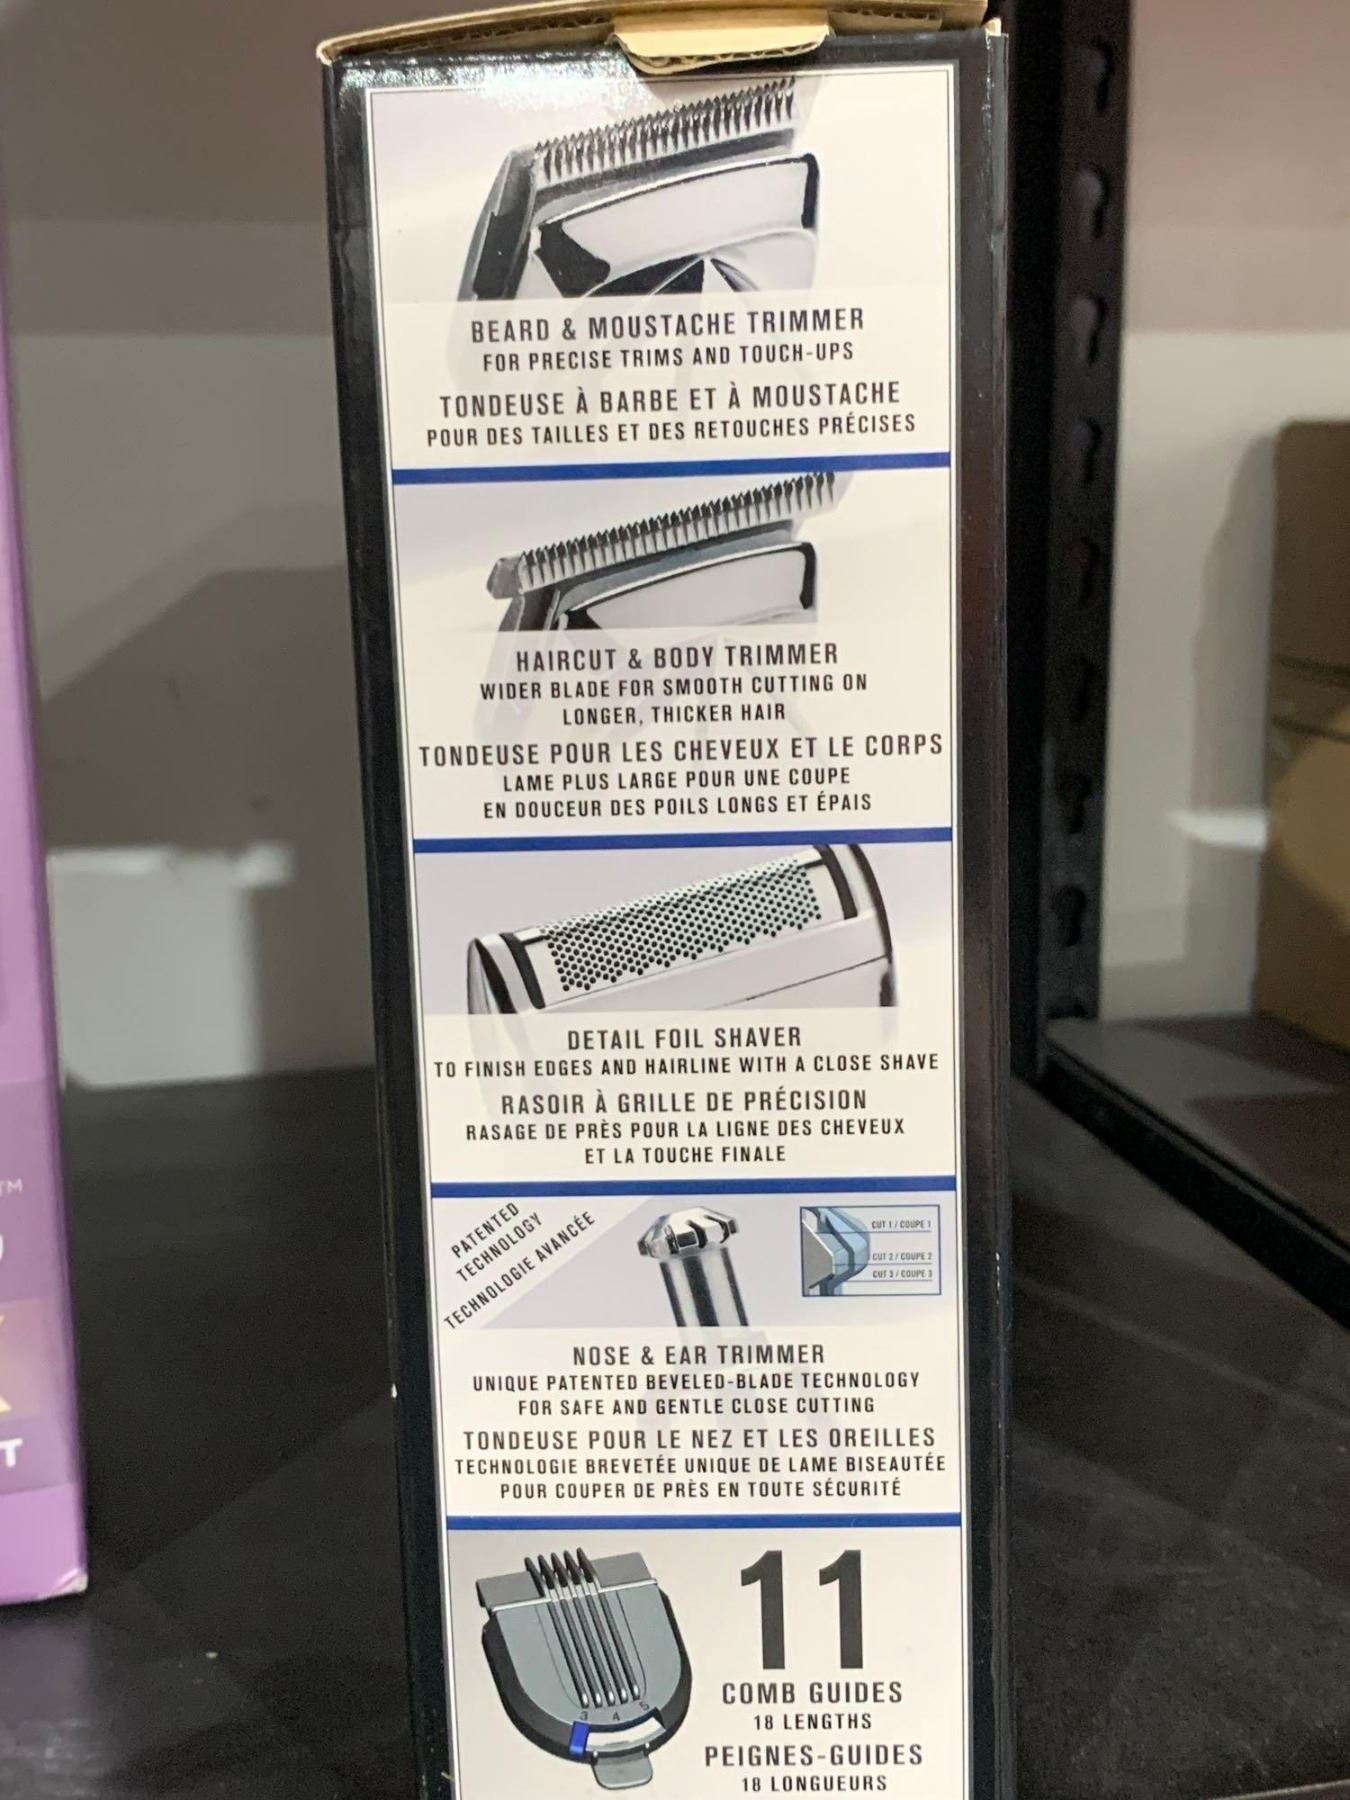 BEARD & MOUSTACHE TRIMMER
FOR PRECISE TRIMS AND TOUCH-UPS
TONDEUSE À BARBE ET À MOUSTACHE
POUR DES TAILLES ET DES RETOUCHES PRÉCISES
HAIRCUT & BODY TRIMMER
WIDER BLADE FOR SMOOTH CUTTING ON
LONGER, THICKER HAIR
TONDEUSE POUR LES CHEVEUX ET LE CORPS
LAME PLUS LARGE POUR UNE COUPE
EN DOUCEUR DES POILS LONGS ET ÉPAIS
DETAIL FOIL SHAVER
TO FINISH EDGES AND HAIRLINE WITH A CLOSE SHAVE
RASOIR À GRILLE DE PRÉCISION
RASAGE DE PRÈS POUR LA LIGNE DES CHEVEUX
ET LA TOUCHE FINALE
PATENTED
TECHNOLOGY
TECHNOLOGIE AVANCÉE
CUT 1 / COUPE 1
CUT 2 / COUPE 2
CUT 3 / COUPE 3
NOSE & EAR TRIMMER
UNIQUE PATENTED BEVELED-BLADE TECHNOLOGY
FOR SAFE AND GENTLE CLOSE CUTTING
TONDEUSE POUR LE NEZ ET LES OREILLES
TECHNOLOGIE BREVETÉE UNIQUE DE LAME BISEAUTÉE
POUR COUPER DE PRÈS EN TOUTE SÉCURITÉ
3 4 5
11
COMB GUIDES
18 LENGTHS
PEIGNES-GUIDES
18 LONGUEURS
TM
T